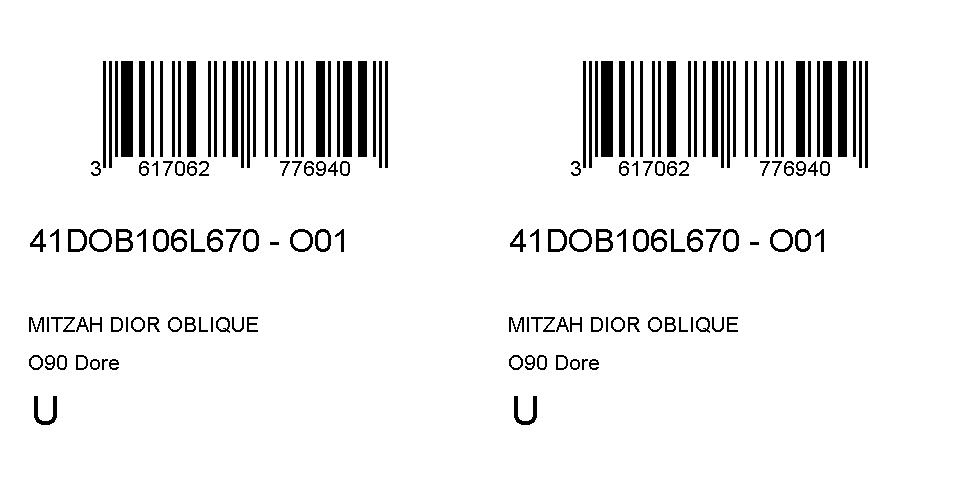 3 617062 776940
41DOB106L670 - O01
MITZAH DIOR OBLIQUE
O90 Dore
U
3 617062 776940
41DOB106L670 - O01
MITZAH DIOR OBLIQUE
O90 Dore
U